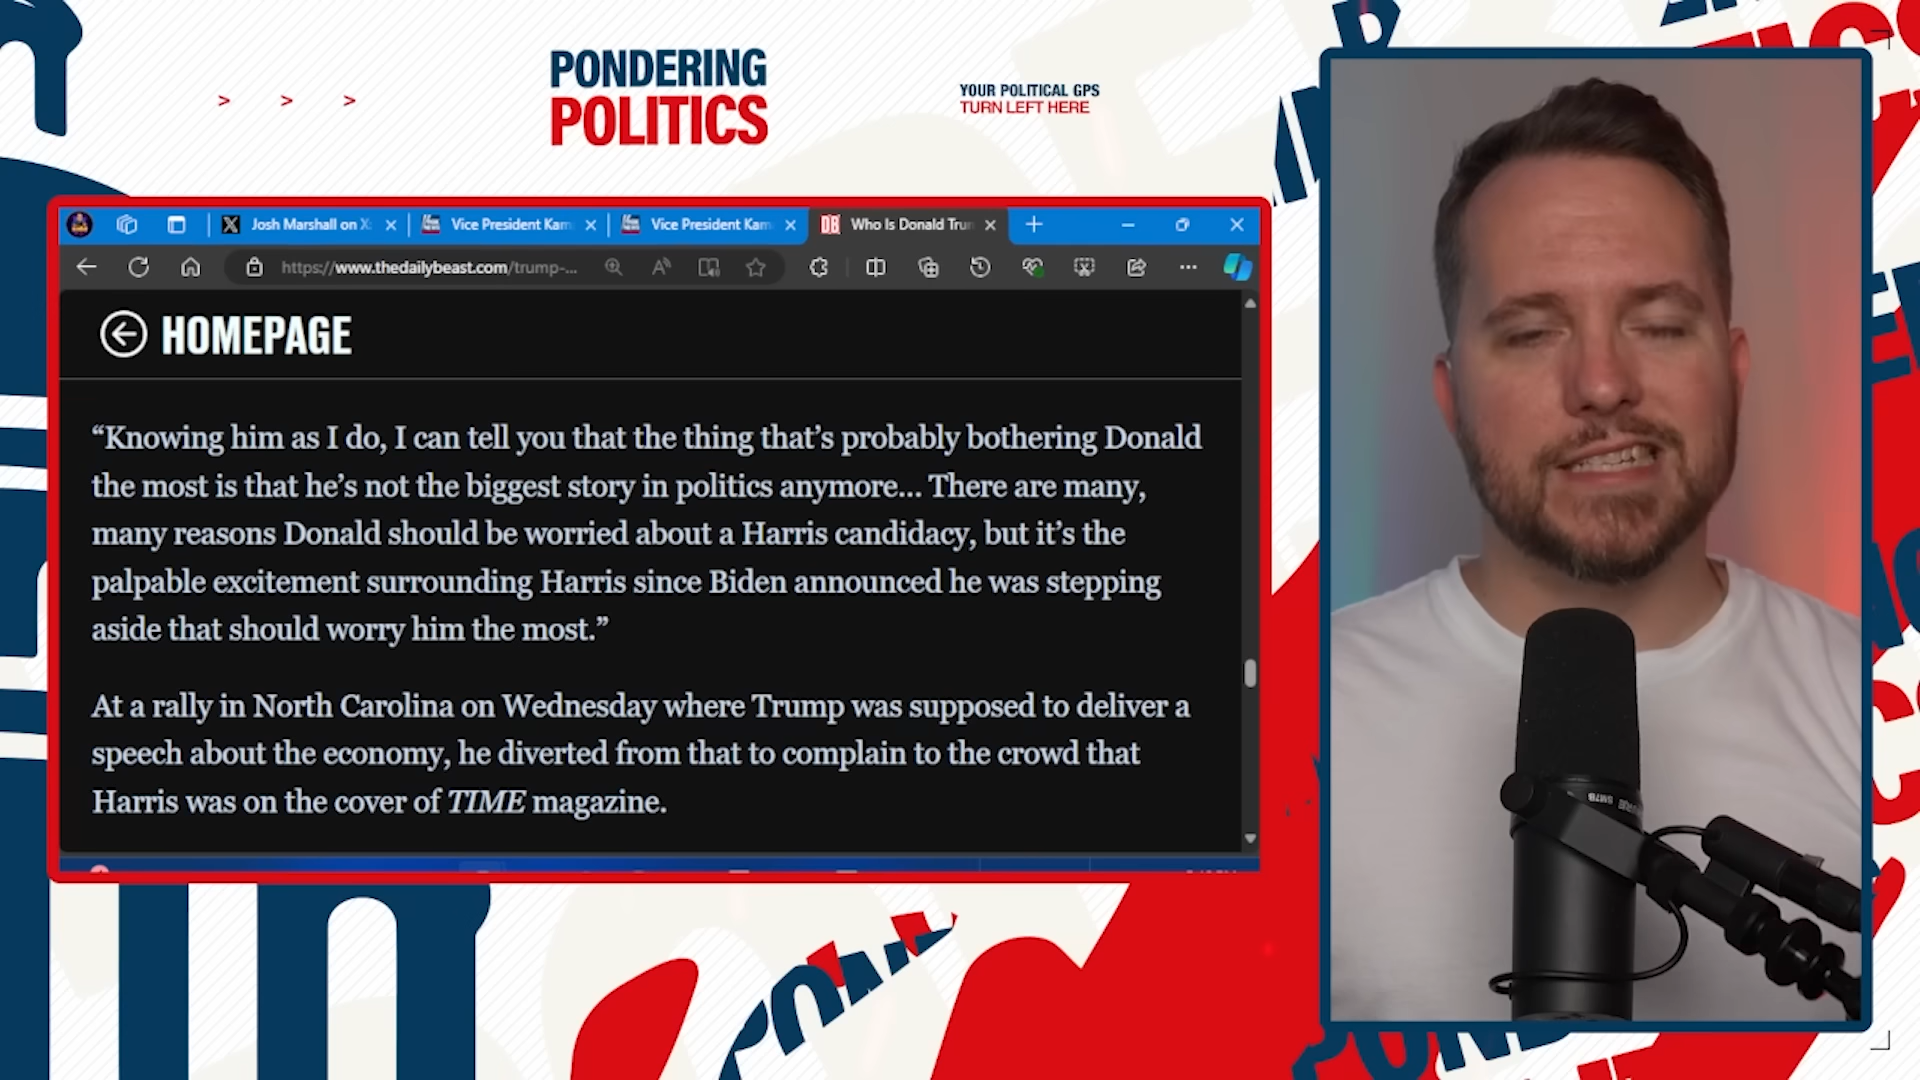 PONDERING
POLITICS
YOUR POLITICAL GPS
TURN LEFT HERE
> > >
Josh Marshall on X:
Vice President Kam
Vice President Kam
DB
Who Is Donald Trun
https://www.thedailybeast.com/trump-...
HOMEPAGE
“Knowing him as I do, I can tell you that the thing that’s probably bothering Donald
the most is that he’s not the biggest story in politics anymore... There are many,
many reasons Donald should be worried about a Harris candidacy, but it’s the
palpable excitement surrounding Harris since Biden announced he was stepping
aside that should worry him the most.”
At a rally in North Carolina on Wednesday where Trump was supposed to deliver a
speech about the economy, he diverted from that to complain to the crowd that
Harris was on the cover of TIME magazine.
SM7B